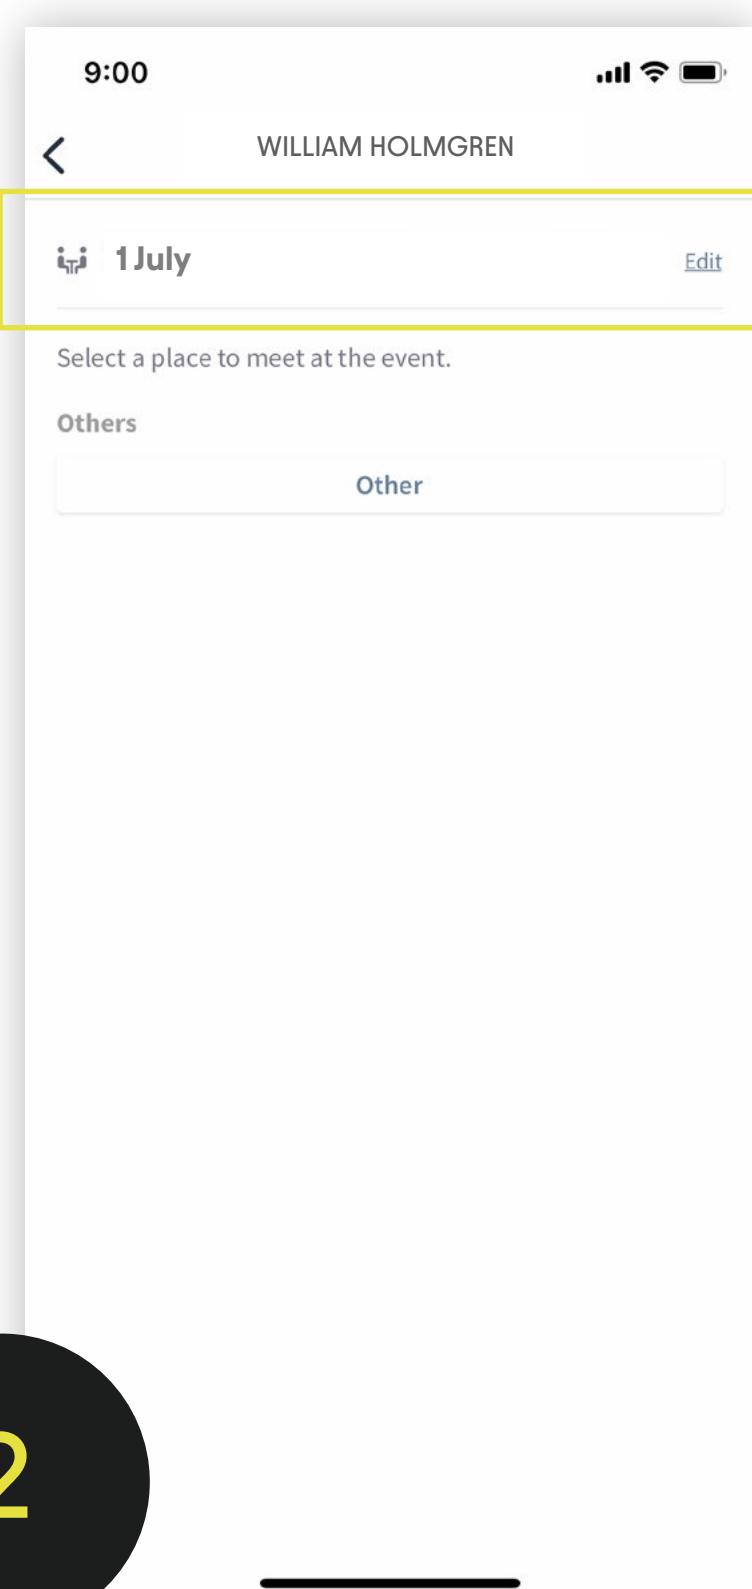 9:00
WILLIAM HOLMGREN
1 July
Edit
Select a place to meet at the event.
Others
Other
2